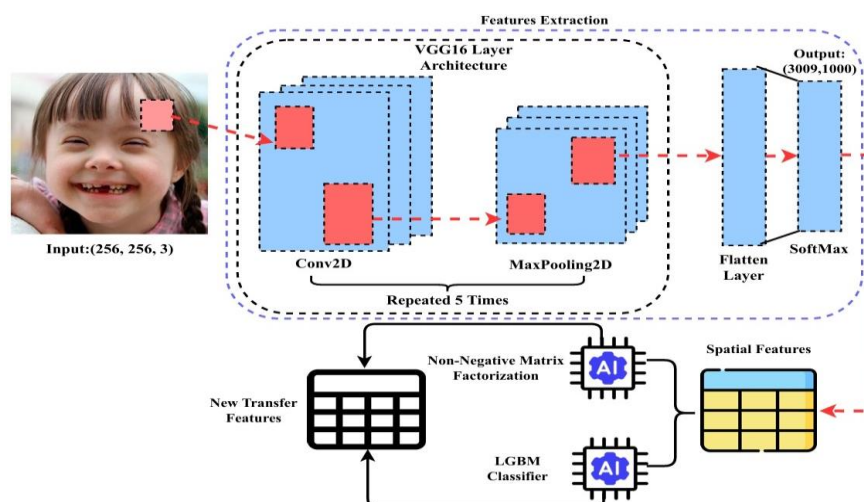 Features Extraction
VGG16 Layer
Architecture
Output:
(3009,1000)
Input:(256, 256, 3)
Conv2D
MaxPooling2D
Repeated 5 Times
Flatten
Layer
SoftMax
Non-Negative Matrix
Factorization
AI
Spatial Features
New Transfer
Features
LGBM
Classifier
AI